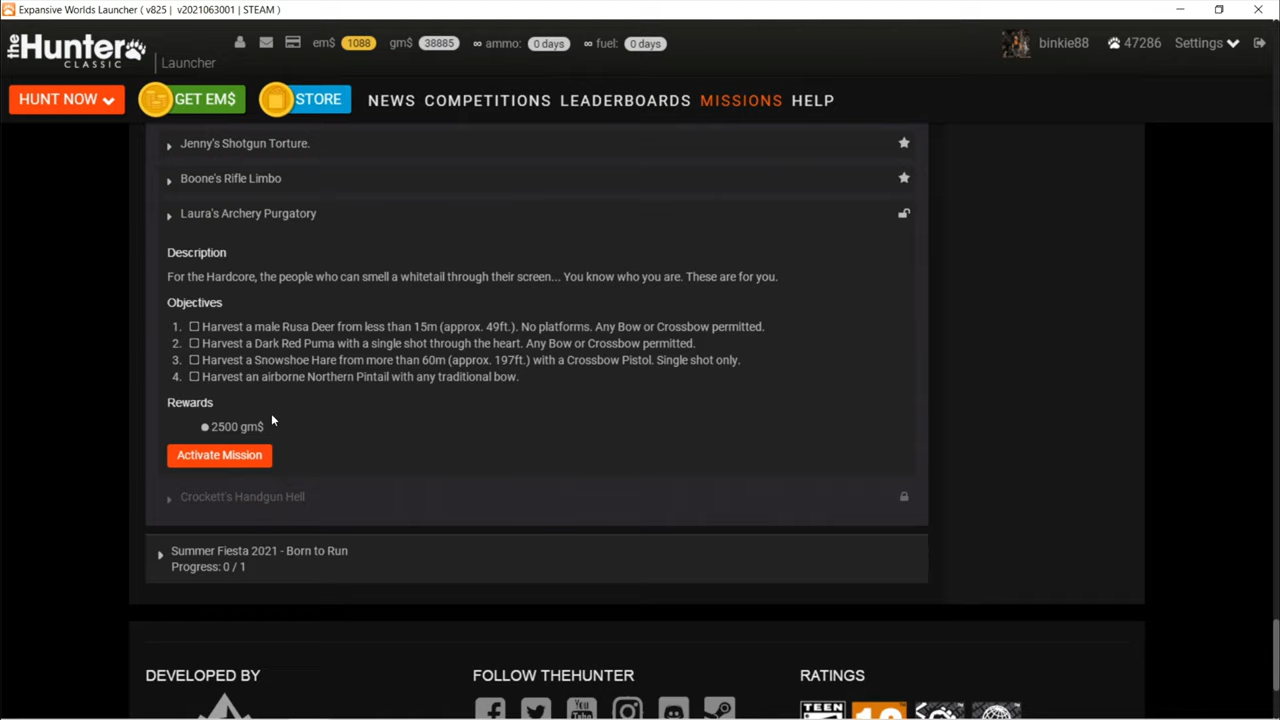 Expansive Worlds Launcher ( v825 | v2021063001 | STEAM )
theHunter CLASSIC
Launcher
em$ 1088 gm$ 38885 ∞ ammo: 0 days ∞ fuel: 0 days
binkie88 47286 Settings
HUNT NOW GET EM$ STORE NEWS COMPETITIONS LEADERBOARDS MISSIONS HELP
Jenny's Shotgun Torture.
Boone's Rifle Limbo
Laura's Archery Purgatory
Description
For the Hardcore, the people who can smell a whitetail through their screen... You know who you are. These are for you.
Objectives
1. Harvest a male Rusa Deer from less than 15m (approx. 49ft.). No platforms. Any Bow or Crossbow permitted.
2. Harvest a Dark Red Puma with a single shot through the heart. Any Bow or Crossbow permitted.
3. Harvest a Snowshoe Hare from more than 60m (approx. 197ft.) with a Crossbow Pistol. Single shot only.
4. Harvest an airborne Northern Pintail with any traditional bow.
Rewards
2500 gm$
Activate Mission
Crockett's Handgun Hell
Summer Fiesta 2021 - Born to Run
Progress: 0 / 1
DEVELOPED BY FOLLOW THEHUNTER RATINGS
You
TEEN